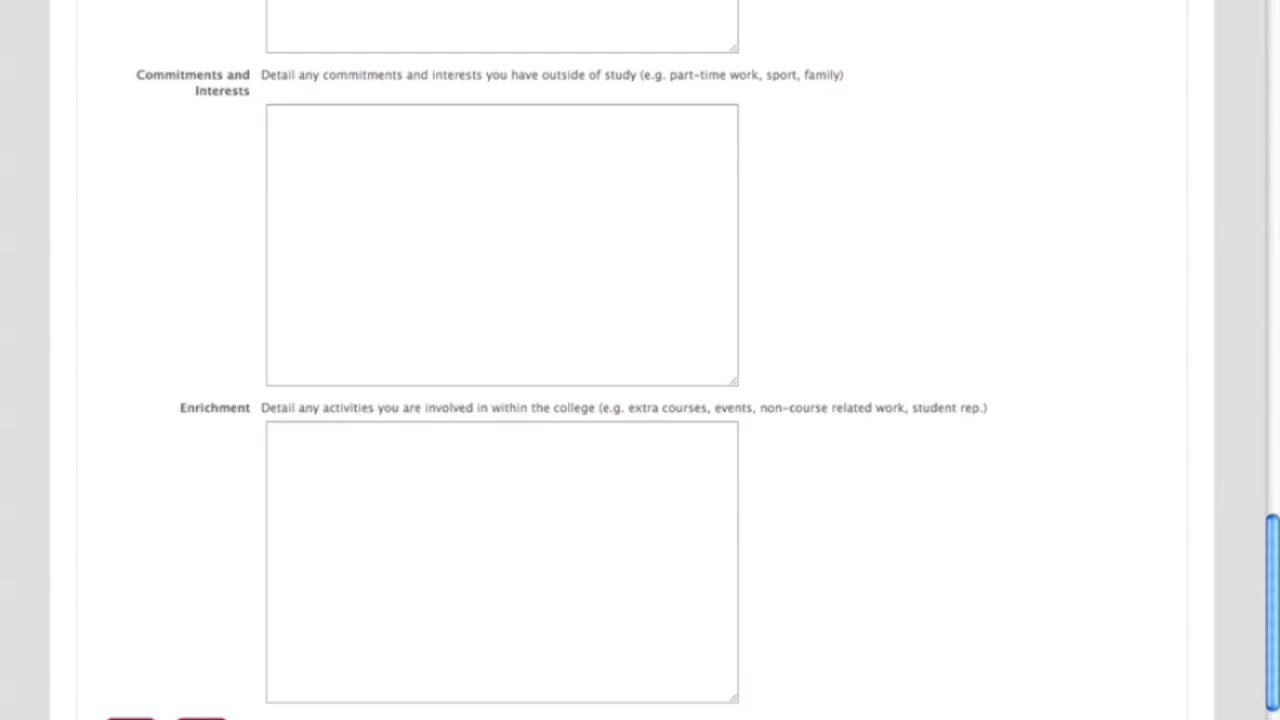 Commitments and Interests
Detail any commitments and interests you have outside of study (e.g. part-time work, sport, family)
Enrichment
Detail any activities you are involved in within the college (e.g. extra courses, events, non-course related work, student rep.)